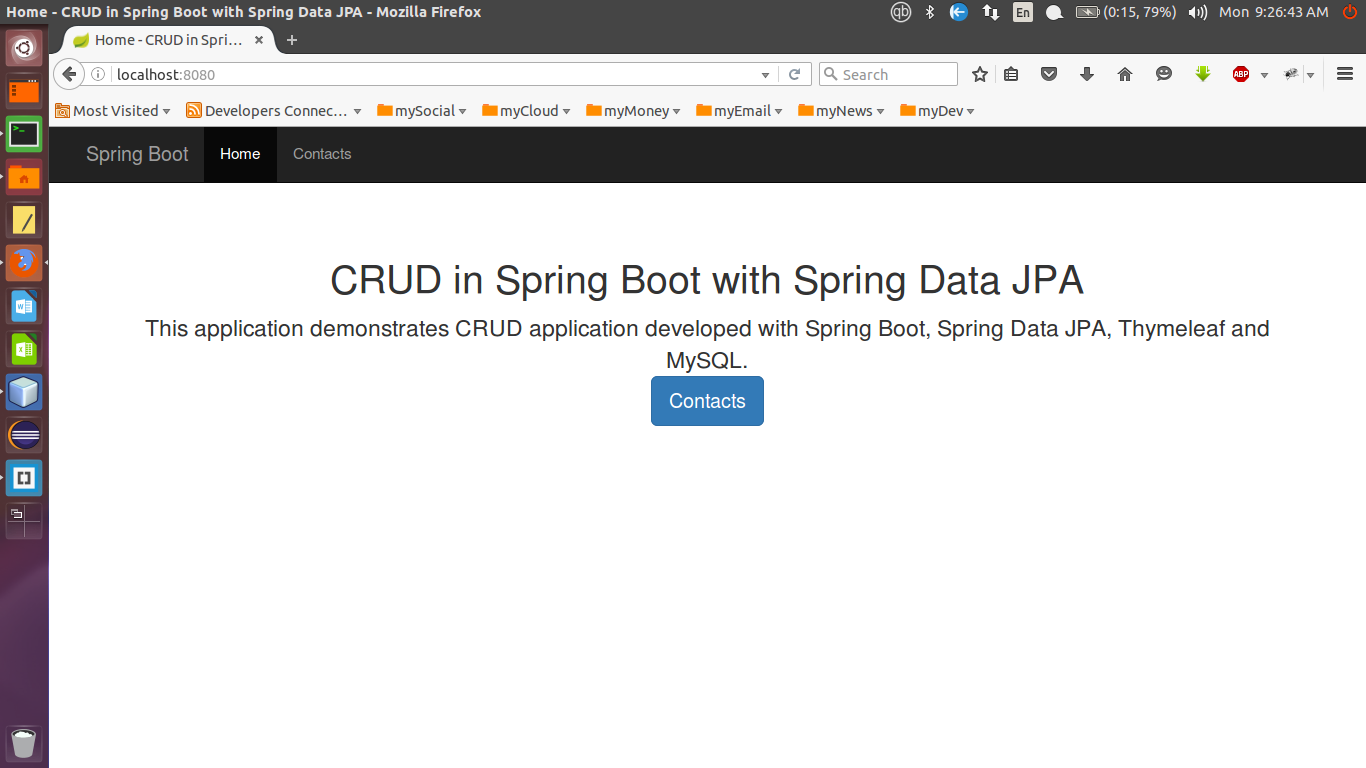 Home - CRUD in Spring Boot with Spring Data JPA - Mozilla Firefox
qb En (0:15, 79%) Mon 9:26:43 AM
Home - CRUD in Spri...
localhost:8080 Search ABP
Most Visited Developers Connec... mySocial myCloud myMoney myEmail myNews myDev
Spring Boot Home Contacts
CRUD in Spring Boot with Spring Data JPA
This application demonstrates CRUD application developed with Spring Boot, Spring Data JPA, Thymeleaf and
MySQL.
Contacts